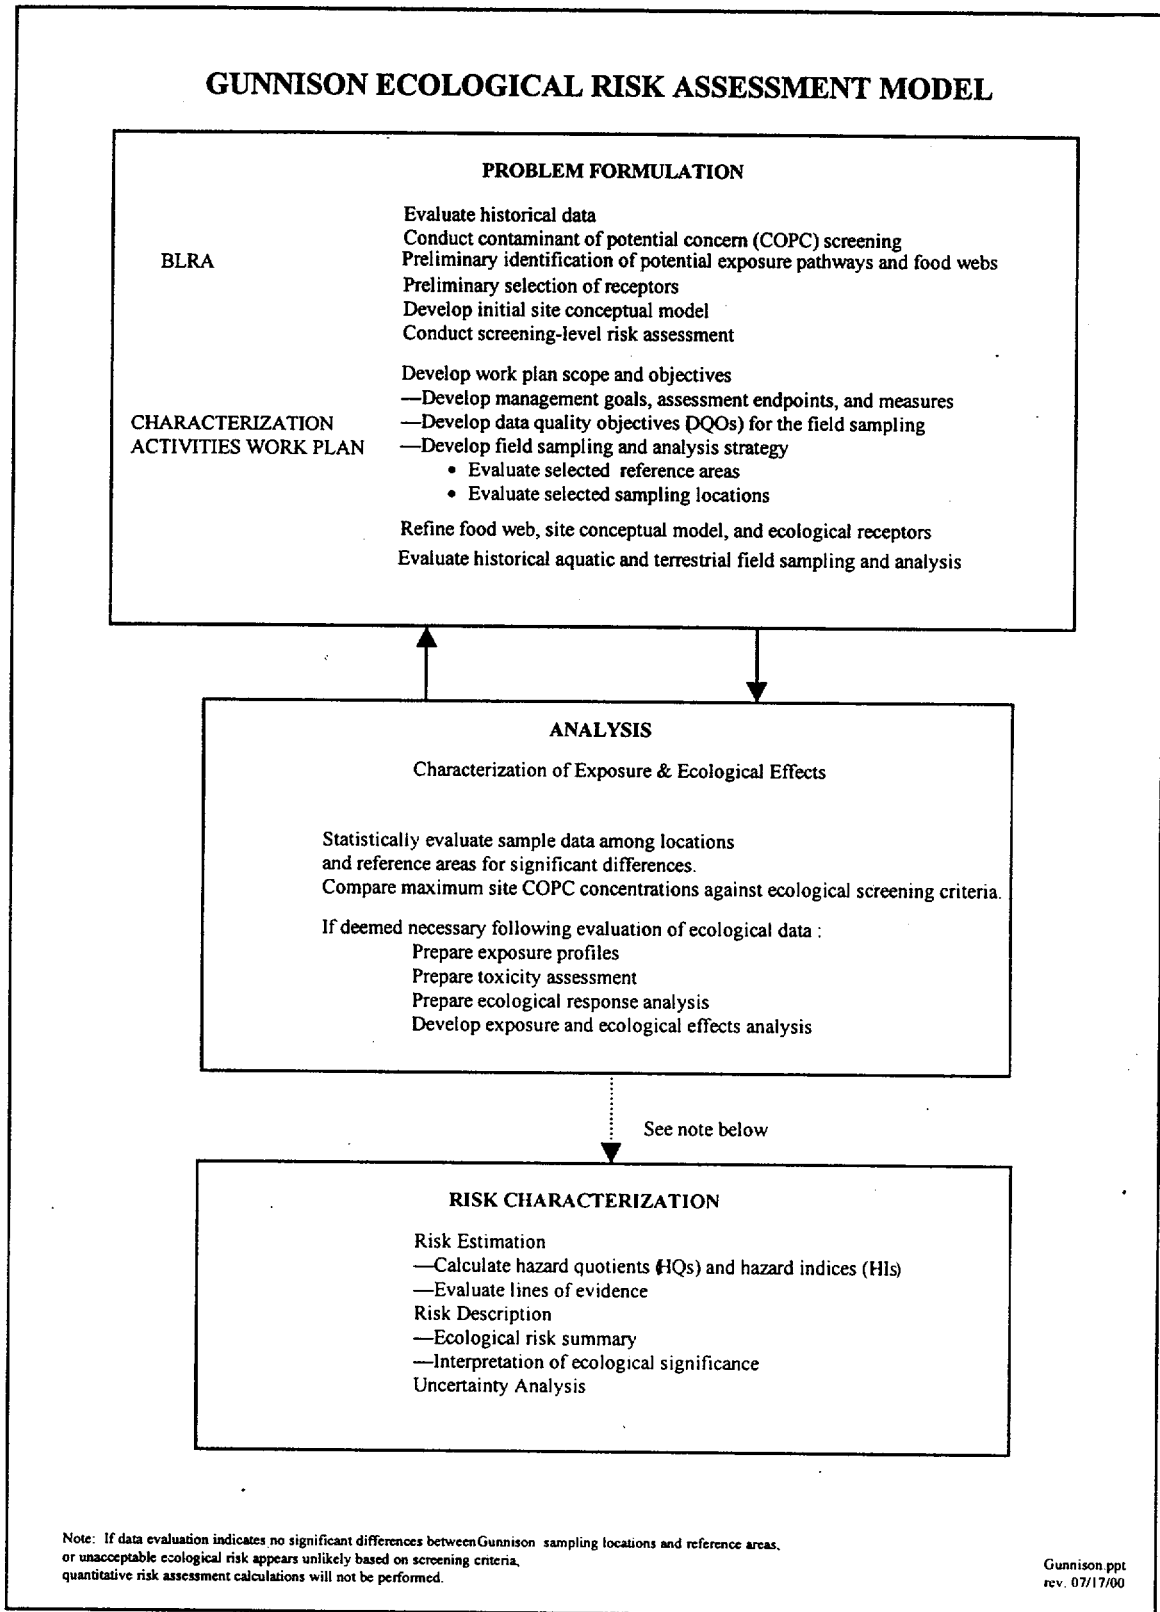 GUNNISON ECOLOGICAL RISK ASSESSMENT MODEL
PROBLEM FORMULATION
BLRA
Evaluate historical data
Conduct contaminant of potential concern (COPC) screening
Preliminary identification of potential exposure pathways and food webs
Preliminary selection of receptors
Develop initial site conceptual model
Conduct screening-level risk assessment
CHARACTERIZATION
ACTIVITIES WORK PLAN
Develop work plan scope and objectives
—Develop management goals, assessment endpoints, and measures
—Develop data quality objectives (DQOs) for the field sampling
—Develop field sampling and analysis strategy
• Evaluate selected reference areas
• Evaluate selected sampling locations
Refine food web, site conceptual model, and ecological receptors
Evaluate historical aquatic and terrestrial field sampling and analysis
ANALYSIS
Characterization of Exposure & Ecological Effects
Statistically evaluate sample data among locations
and reference areas for significant differences.
Compare maximum site COPC concentrations against ecological screening criteria.
If deemed necessary following evaluation of ecological data :
Prepare exposure profiles
Prepare toxicity assessment
Prepare ecological response analysis
Develop exposure and ecological effects analysis
See note below
RISK CHARACTERIZATION
Risk Estimation
—Calculate hazard quotients (HQs) and hazard indices (HIs)
—Evaluate lines of evidence
Risk Description
—Ecological risk summary
—Interpretation of ecological significance
Uncertainty Analysis
Note: If data evaluation indicates no significant differences between Gunnison sampling locations and reference areas,
or unacceptable ecological risk appears unlikely based on screening criteria,
quantitative risk assessment calculations will not be performed.
Gunnison.ppt
rev. 07/17/00